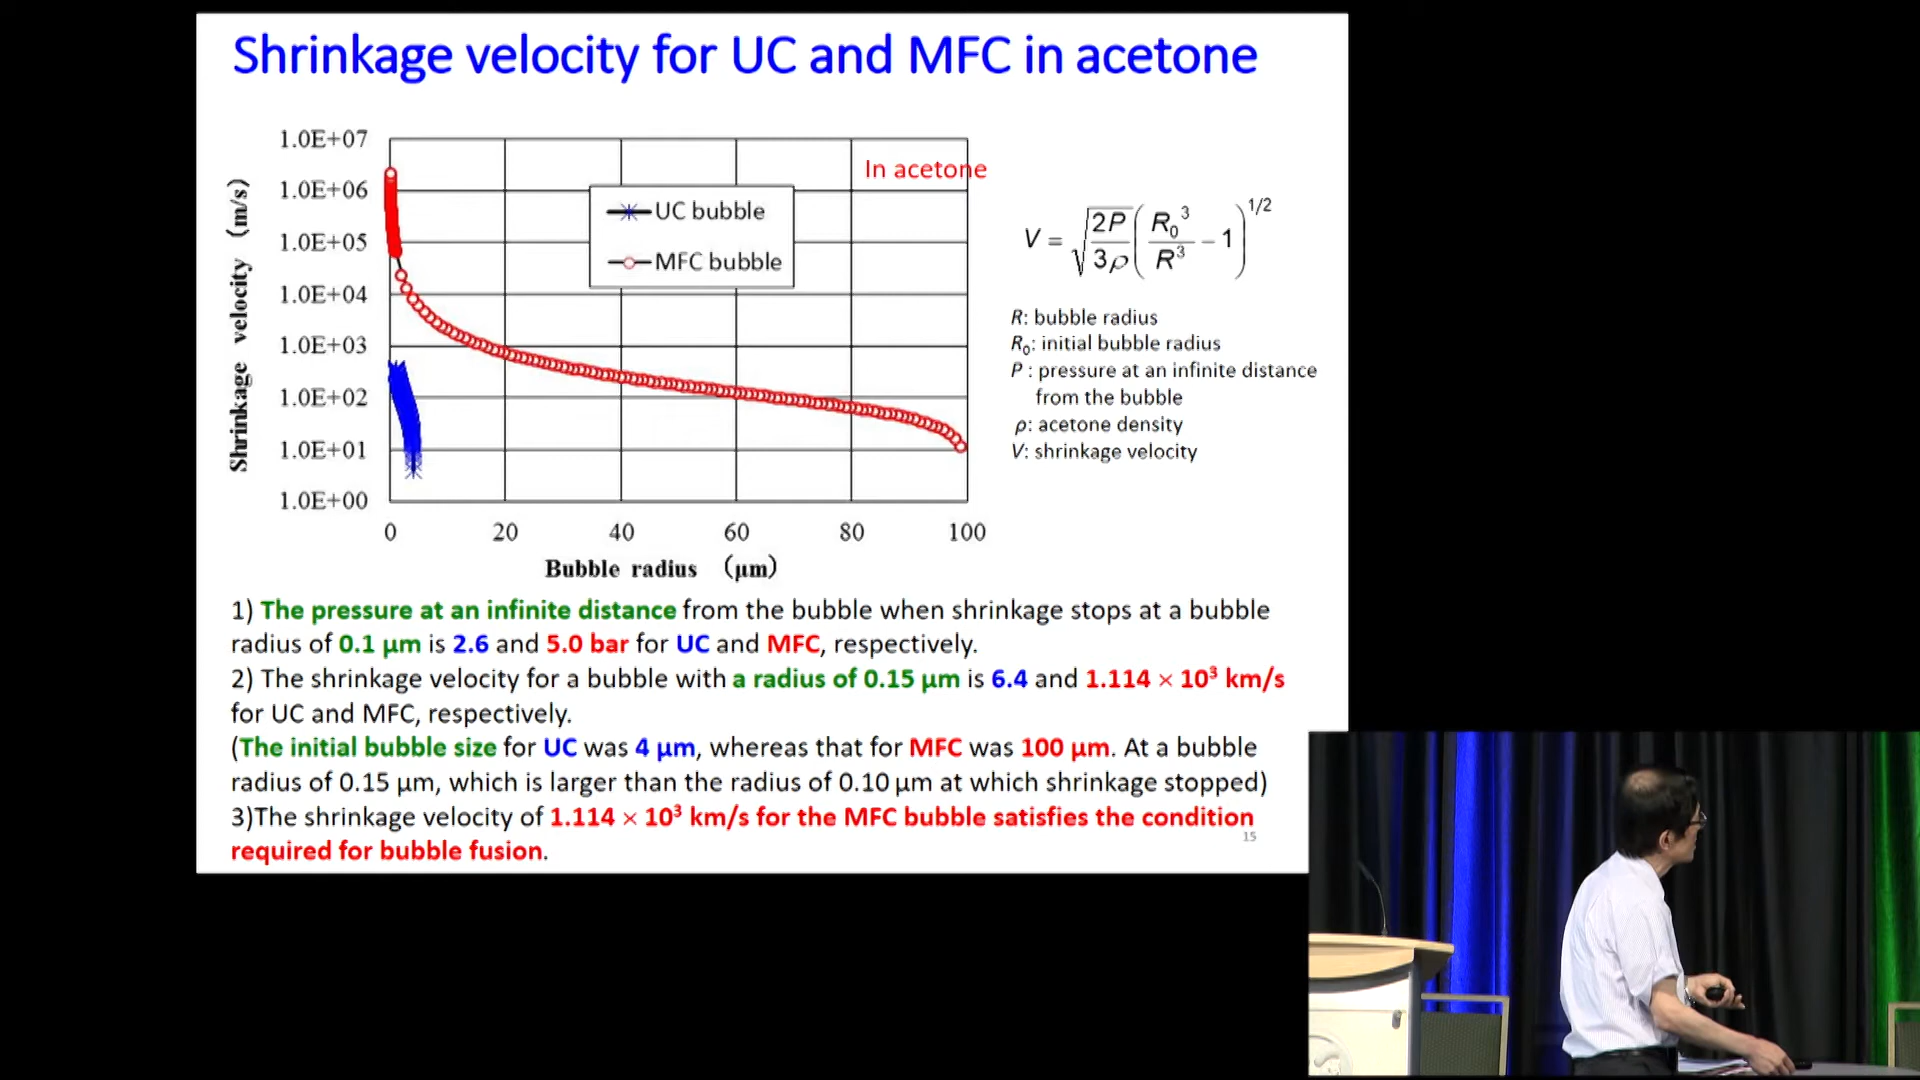 Shrinkage velocity for UC and MFC in acetone
1.0E+07
1.0E+06
1.0E+05
1.0E+04
1.0E+03
1.0E+02
1.0E+01
1.0E+00
Shrinkage velocity (m/s)
In acetone
UC bubble
MFC bubble
0 20 40 60 80 100
Bubble radius (μm)
V = √(2P/3ρ) (R₀³/R³ − 1)^1/2
R: bubble radius
R₀: initial bubble radius
P : pressure at an infinite distance
from the bubble
ρ: acetone density
V: shrinkage velocity
1) The pressure at an infinite distance from the bubble when shrinkage stops at a bubble
radius of 0.1 μm is 2.6 and 5.0 bar for UC and MFC, respectively.
2) The shrinkage velocity for a bubble with a radius of 0.15 μm is 6.4 and 1.114 × 10³ km/s
for UC and MFC, respectively.
(The initial bubble size for UC was 4 μm, whereas that for MFC was 100 μm. At a bubble
radius of 0.15 μm, which is larger than the radius of 0.10 μm at which shrinkage stopped)
3)The shrinkage velocity of 1.114 × 10³ km/s for the MFC bubble satisfies the condition
required for bubble fusion.
15